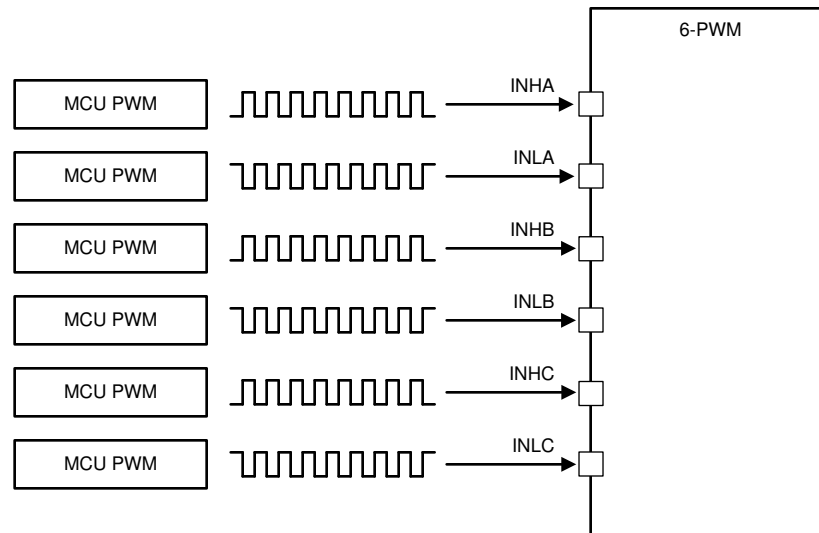 6-PWM
MCU PWM
INHA
MCU PWM
INLA
MCU PWM
INHB
MCU PWM
INLB
MCU PWM
INHC
MCU PWM
INLC